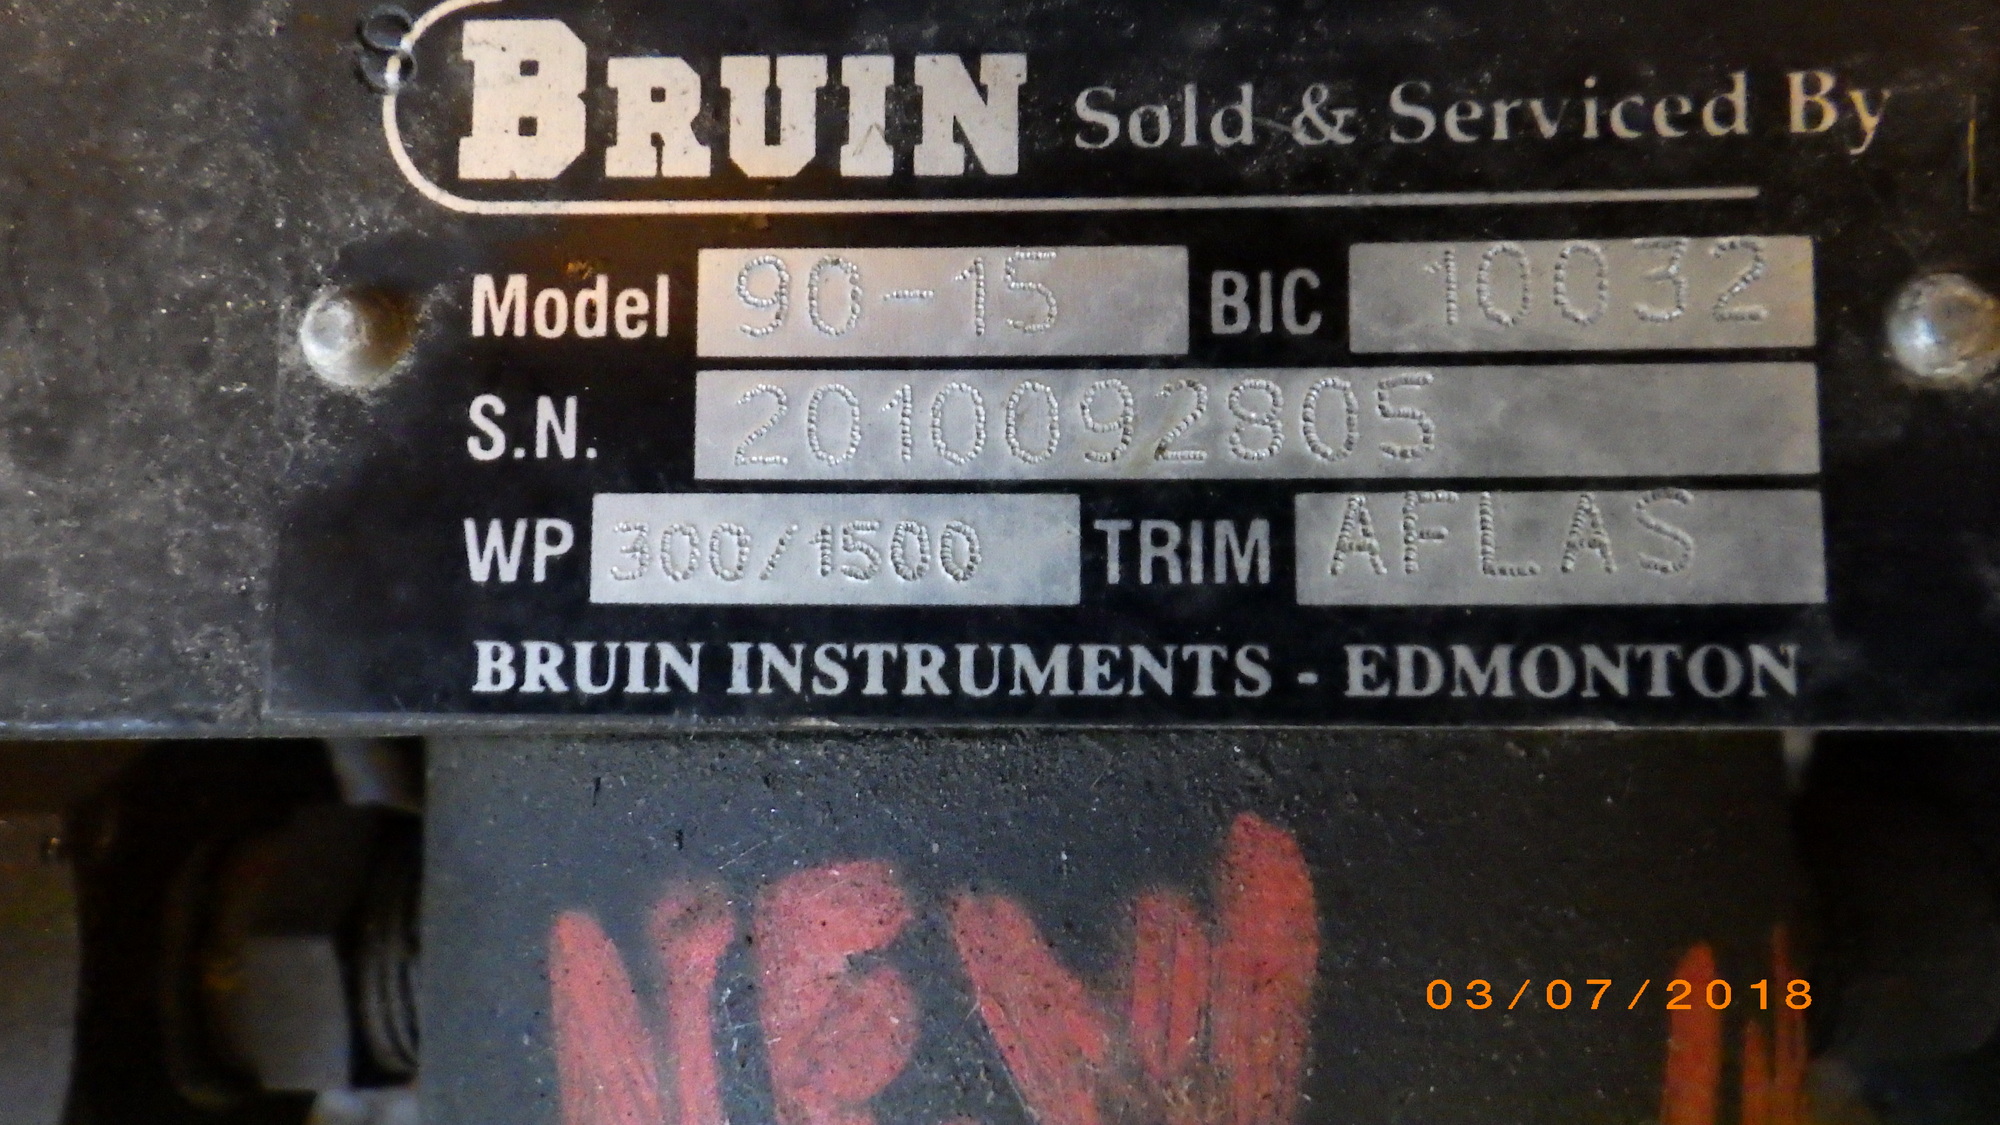 BRUIN Sold & Serviced By
Model 90-15 BIC 10032
S.N. 2010092805
WP 300/1500 TRIM AFLAS
BRUIN INSTRUMENTS - EDMONTON
NEW
03/07/2018